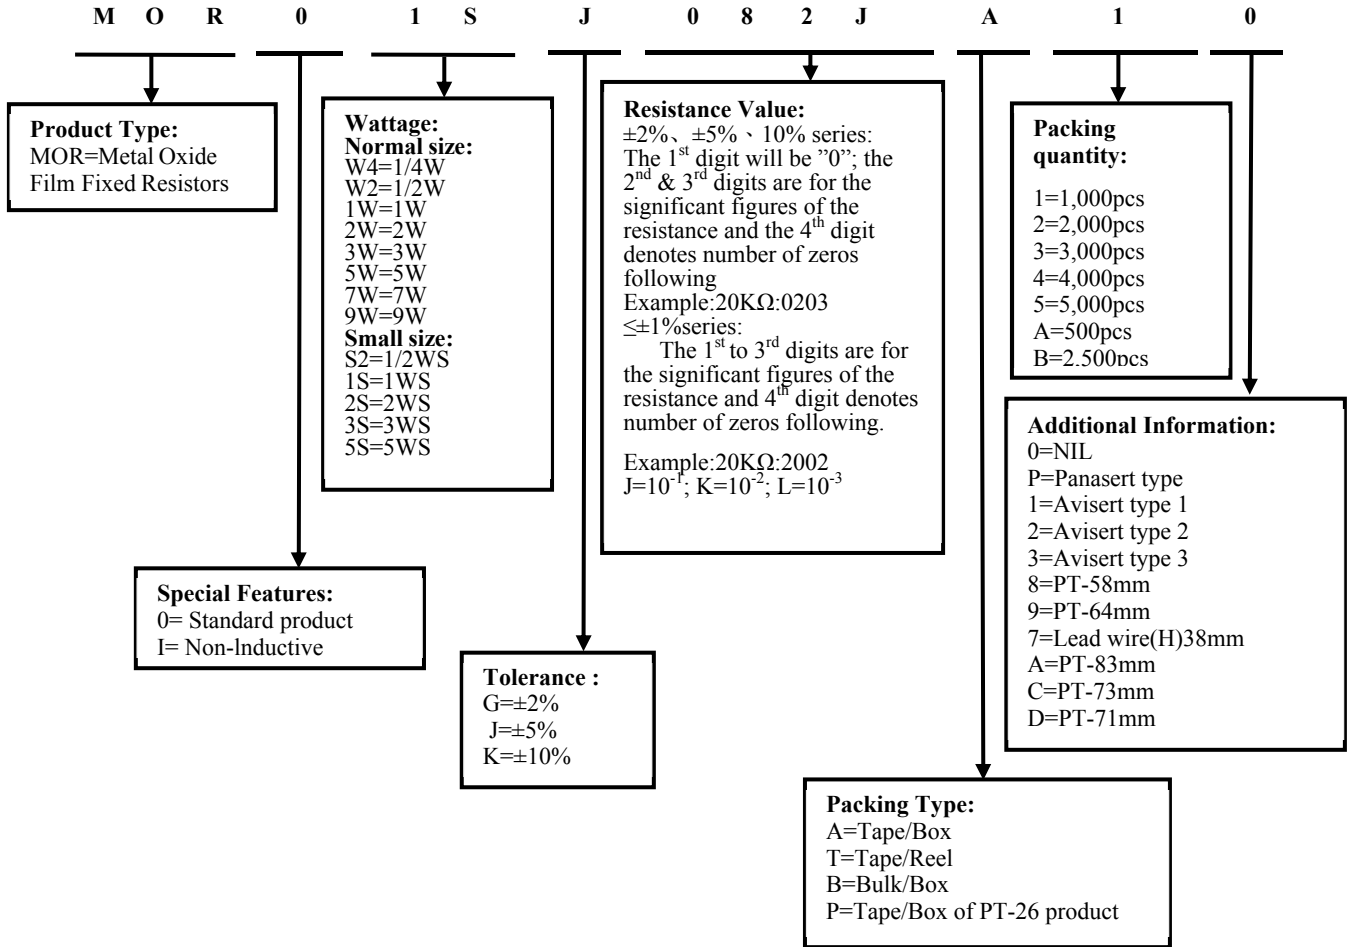 M O R 0 1 S J 0 8 2 J A 1 0
Product Type:
MOR=Metal Oxide
Film Fixed Resistors
Wattage:
Normal size:
W4=1/4W
W2=1/2W
1W=1W
2W=2W
3W=3W
5W=5W
7W=7W
9W=9W
Small size:
S2=1/2WS
1S=1WS
2S=2WS
3S=3WS
5S=5WS
Resistance Value:
±2%、±5%、10% series:
The 1st digit will be ”0”; the
2nd & 3rd digits are for the
significant figures of the
resistance and the 4th digit
denotes number of zeros
following
Example:20KΩ:0203
≤±1%series:
The 1st to 3rd digits are for
the significant figures of the
resistance and 4th digit denotes
number of zeros following.
Example:20KΩ:2002
J=10-1; K=10-2; L=10-3
Packing
quantity:
1=1,000pcs
2=2,000pcs
3=3,000pcs
4=4,000pcs
5=5,000pcs
A=500pcs
B=2.500pcs
Additional Information:
0=NIL
P=Panasert type
1=Avisert type 1
2=Avisert type 2
3=Avisert type 3
8=PT-58mm
9=PT-64mm
7=Lead wire(H)38mm
A=PT-83mm
C=PT-73mm
D=PT-71mm
Special Features:
0= Standard product
I= Non-lnductive
Tolerance :
G=±2%
J=±5%
K=±10%
Packing Type:
A=Tape/Box
T=Tape/Reel
B=Bulk/Box
P=Tape/Box of PT-26 product